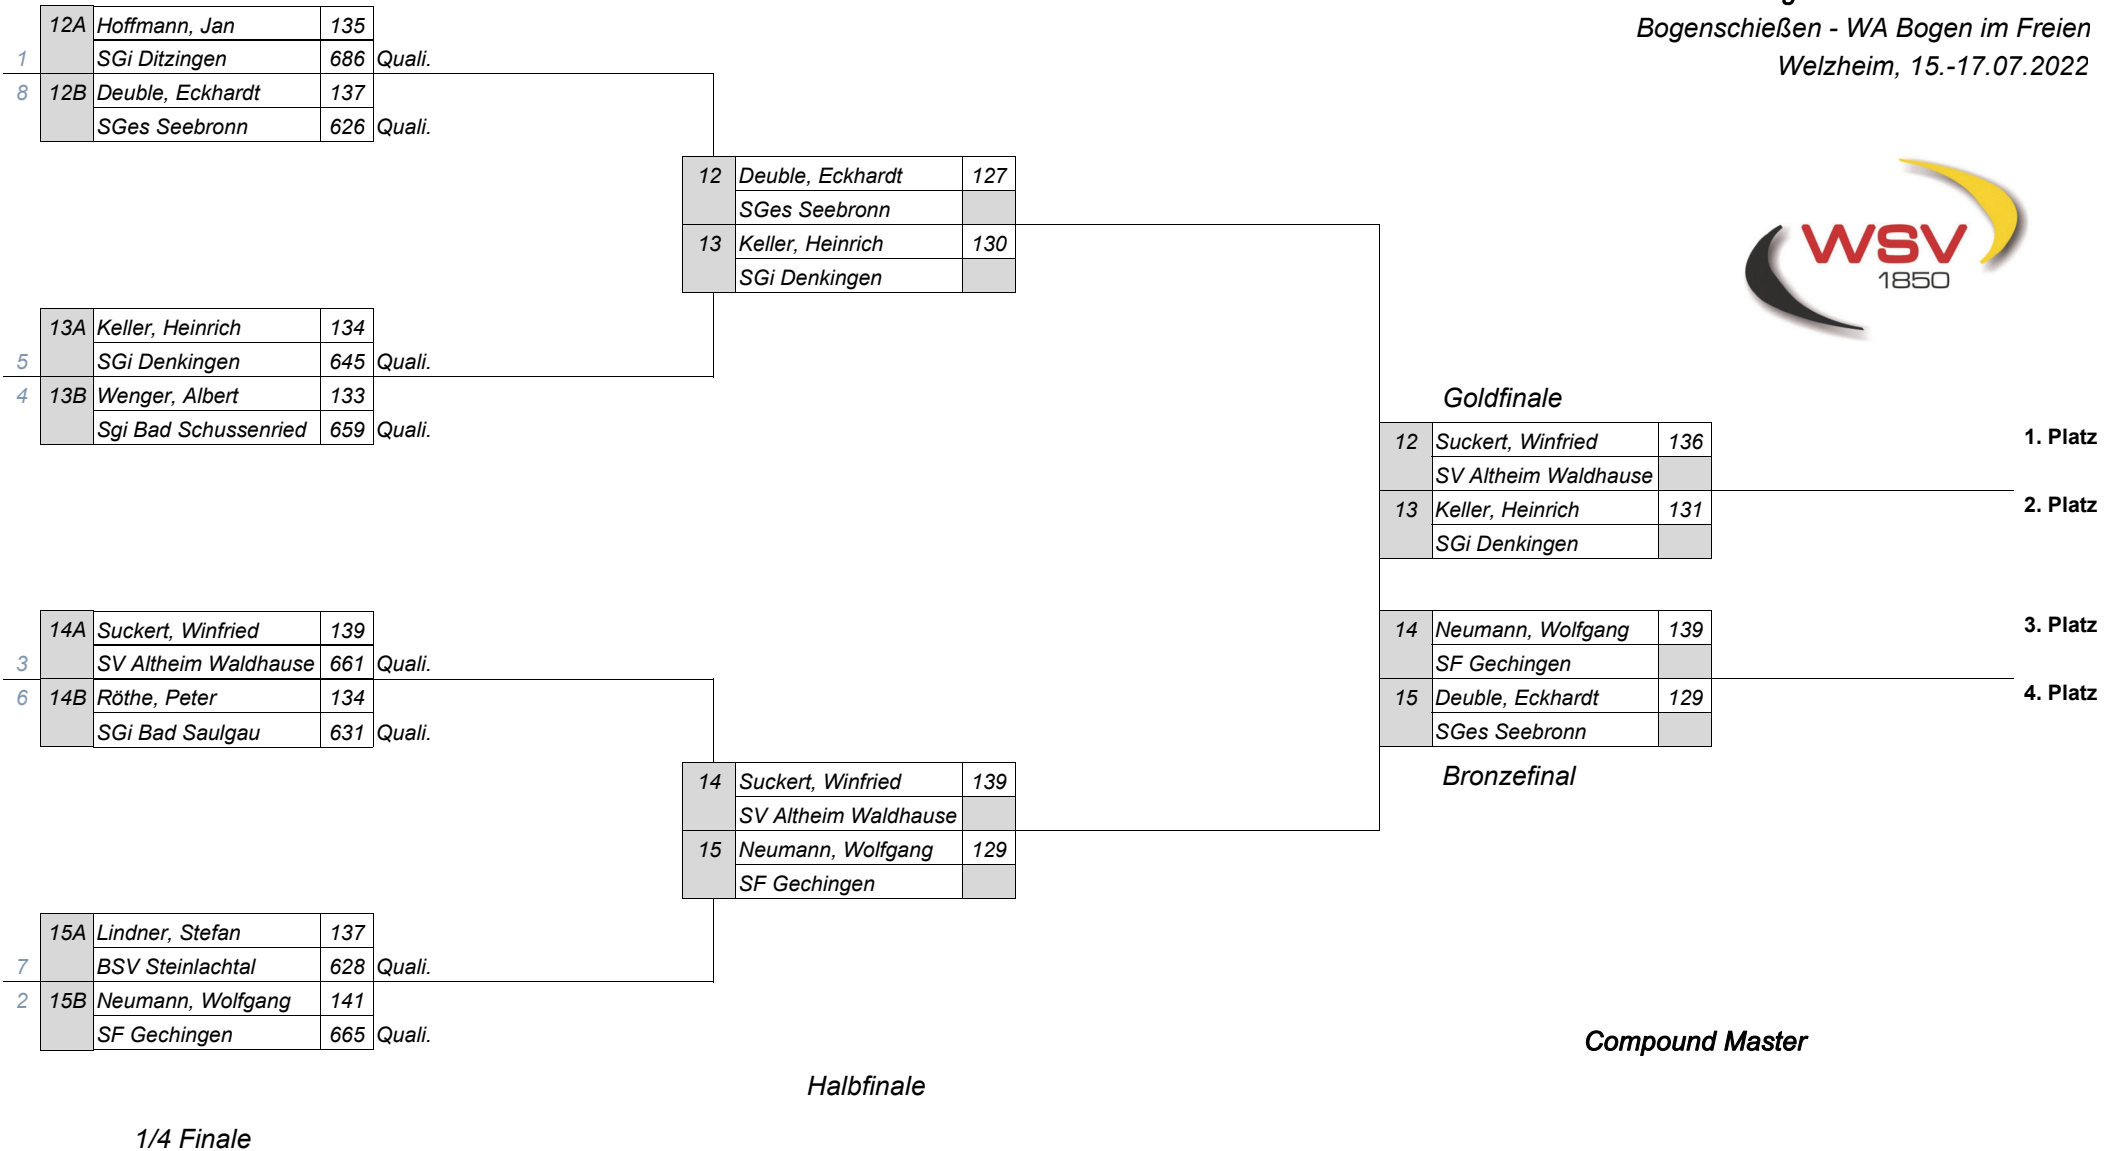 Bogenschießen - WA Bogen im Freien
Welzheim, 15.-17.07.2022
WSV
1850
12A Hoffmann, Jan 135
1 SGi Ditzingen 686 Quali.
8 12B Deuble, Eckhardt 137
SGes Seebronn 626 Quali.
13A Keller, Heinrich 134
5 SGi Denkingen 645 Quali.
4 13B Wenger, Albert 133
Sgi Bad Schussenried 659 Quali.
14A Suckert, Winfried 139
3 SV Altheim Waldhause 661 Quali.
6 14B Röthe, Peter 134
SGi Bad Saulgau 631 Quali.
15A Lindner, Stefan 137
7 BSV Steinlachtal 628 Quali.
2 15B Neumann, Wolfgang 141
SF Gechingen 665 Quali.
1/4 Finale
12 Deuble, Eckhardt 127
SGes Seebronn
13 Keller, Heinrich 130
SGi Denkingen
14 Suckert, Winfried 139
SV Altheim Waldhause
15 Neumann, Wolfgang 129
SF Gechingen
Halbfinale
Goldfinale
12 Suckert, Winfried 136 1. Platz
SV Altheim Waldhause
13 Keller, Heinrich 131 2. Platz
SGi Denkingen
14 Neumann, Wolfgang 139 3. Platz
SF Gechingen
15 Deuble, Eckhardt 129 4. Platz
SGes Seebronn
Bronzefinal
Compound Master